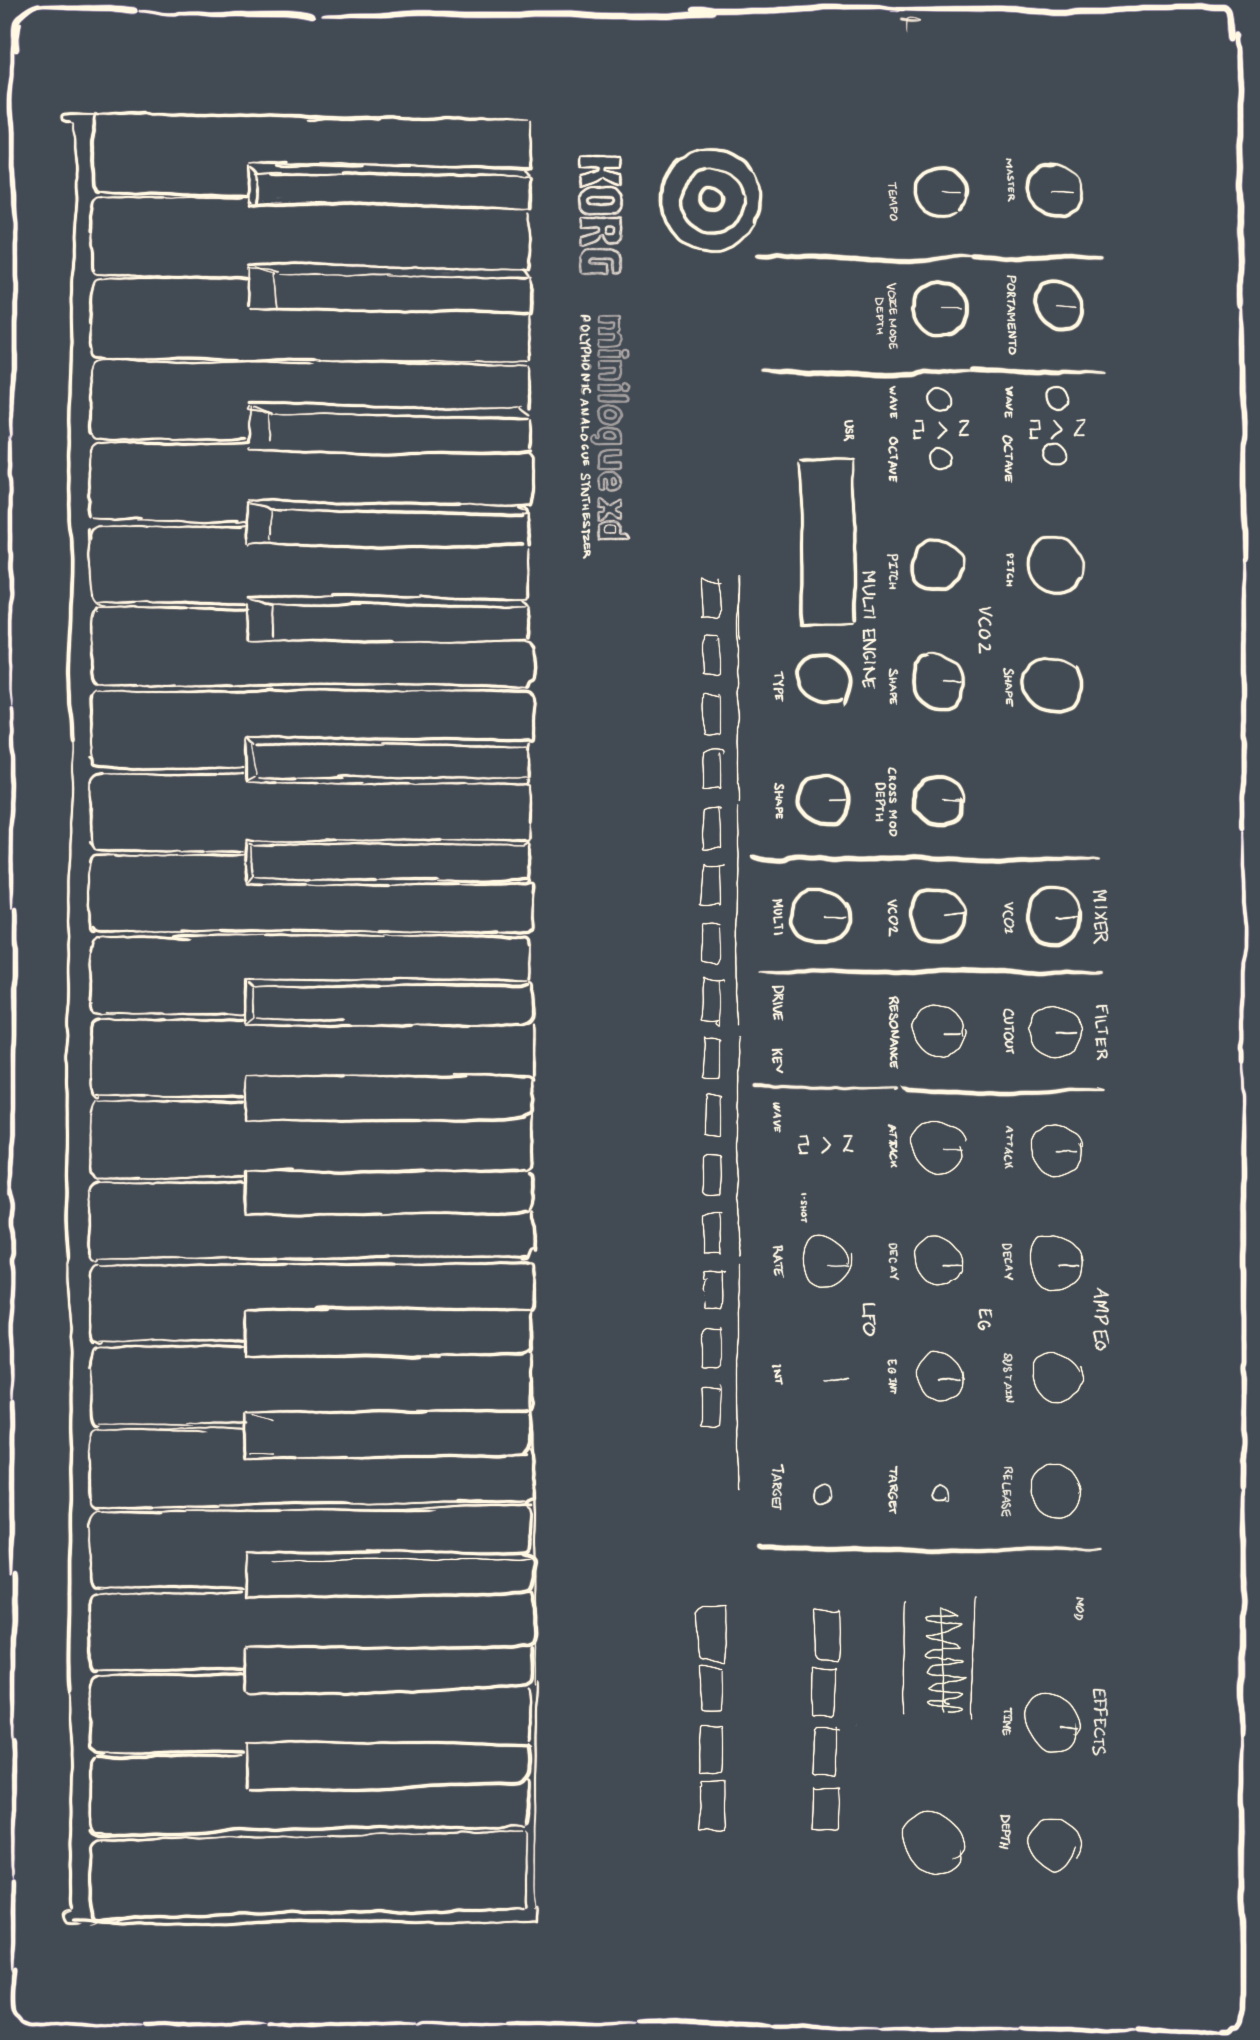 MIXER
FILTER
AMP EO
EFFECTS
MOD
MASTER
PORTAMENTO
WAVE
OCTAVE
PITCH
SHAPE
VCO1
CUTOUT
ATTACK
DECAY
SUSTAIN
RELEASE
TIME
DEPTH
VCO2
EG
TEMPO
VOICE MODE
DEPTH
WAVE
OCTAVE
PITCH
SHAPE
CROSS MOD
DEPTH
VCO2
RESONANCE
ATTACK
DECAY
EG INT
TARGET
MULTI ENGINE
LFO
USR
1-SHOT
TYPE
SHAPE
MULTI
DRIVE
KEV
WAVE
RATE
INT
TARGET
KORG
minilogue xd
POLYPHONIC ANALOGUE SYNTHESIZER